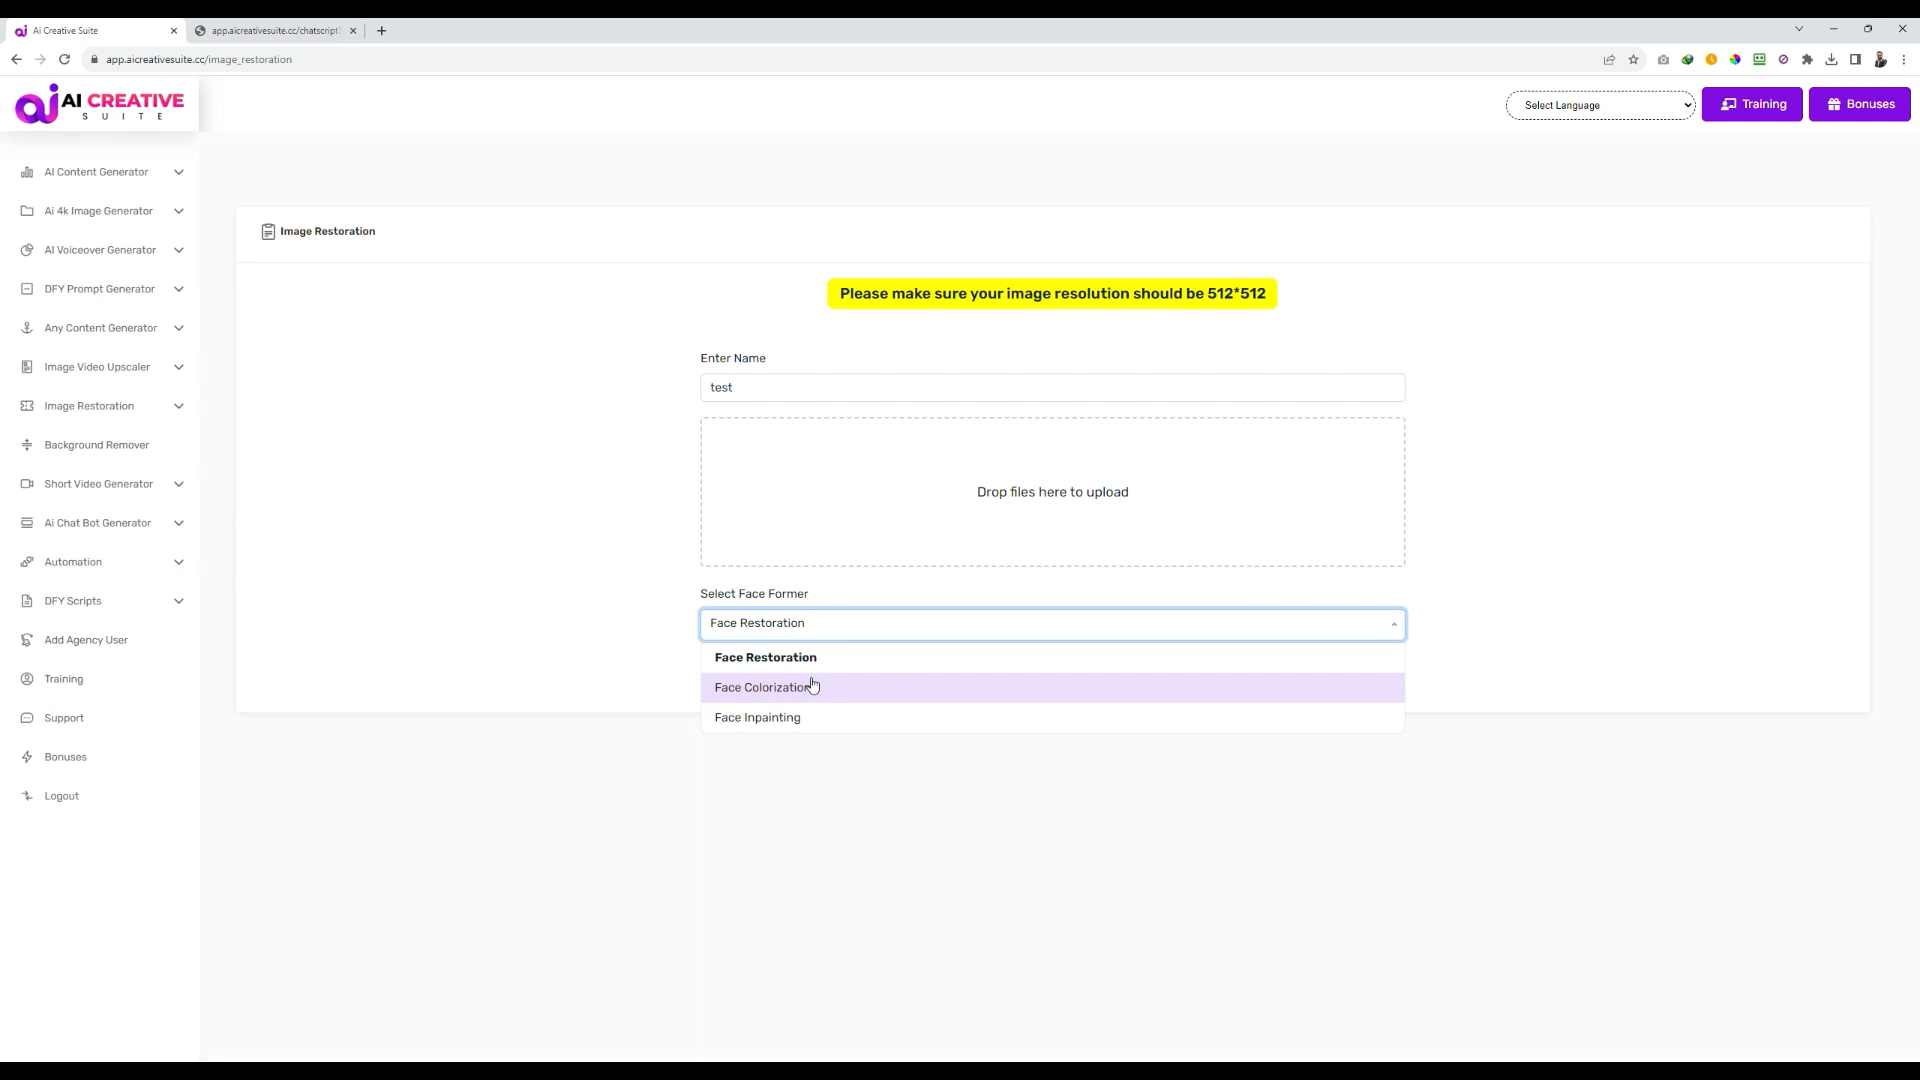 Ai Creative Suite
app.aicreativesuite.cc/chatscript
app.aicreativesuite.cc/image_restoration
AI CREATIVE
SUITE
Select Language
Training
Bonuses
AI Content Generator
Ai 4k Image Generator
AI Voiceover Generator
DFY Prompt Generator
Any Content Generator
Image Video Upscaler
Image Restoration
Background Remover
Short Video Generator
Ai Chat Bot Generator
Automation
DFY Scripts
Add Agency User
Training
Support
Bonuses
Logout
Image Restoration
Please make sure your image resolution should be 512*512
Enter Name
test
Drop files here to upload
Select Face Former
Face Restoration
Face Restoration
Face Colorization
Face Inpainting